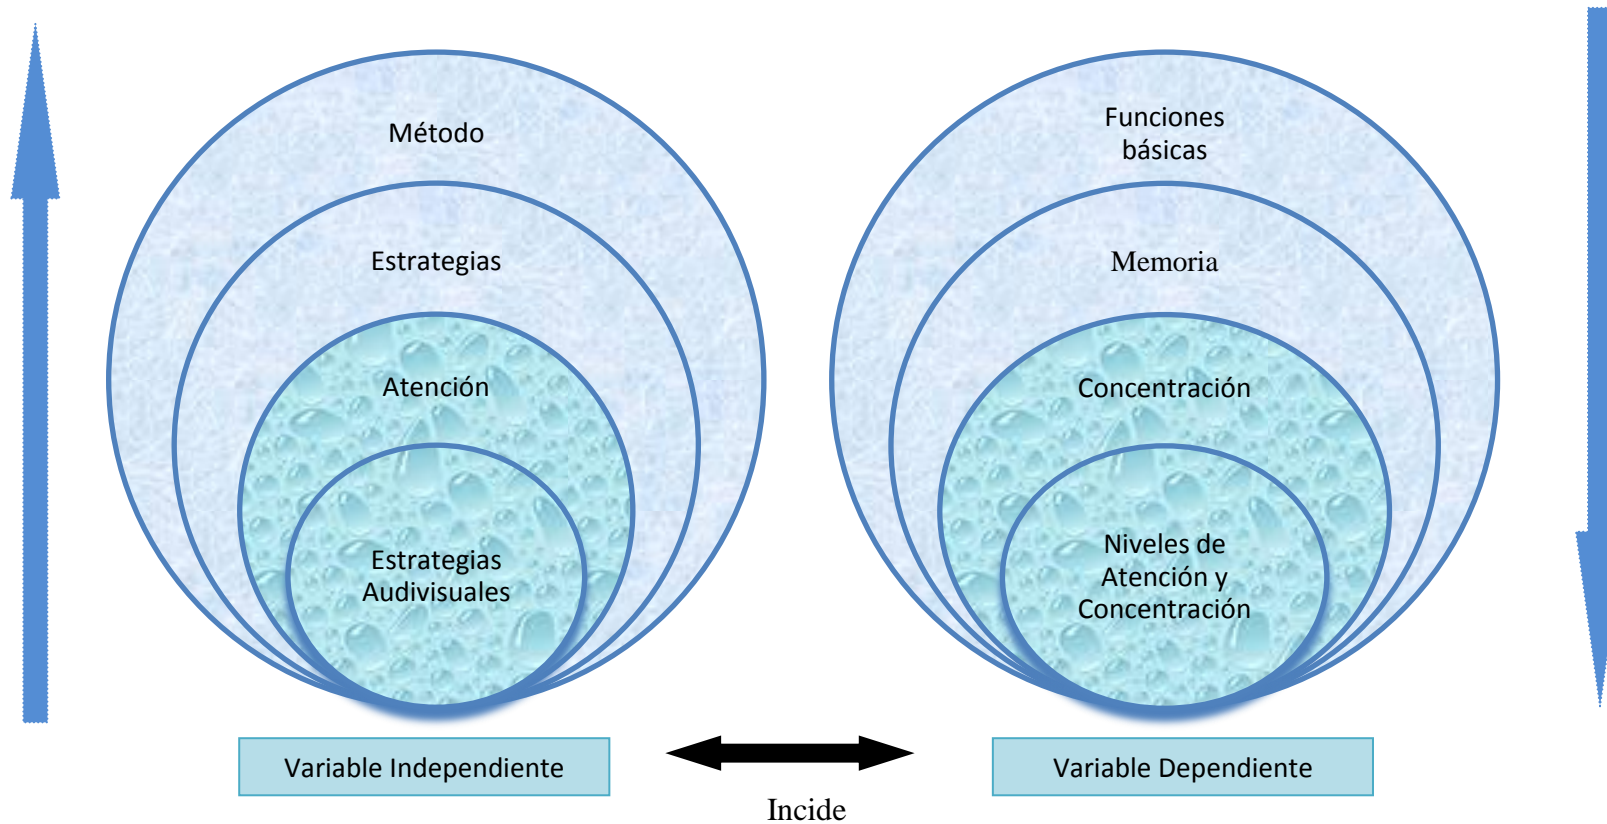 Método
Estrategias
Atención
Estrategias
Audivisuales
Variable Independiente
Funciones
básicas
Memoria
Concentración
Niveles de
Atención y
Concentración
Variable Dependiente
Incide